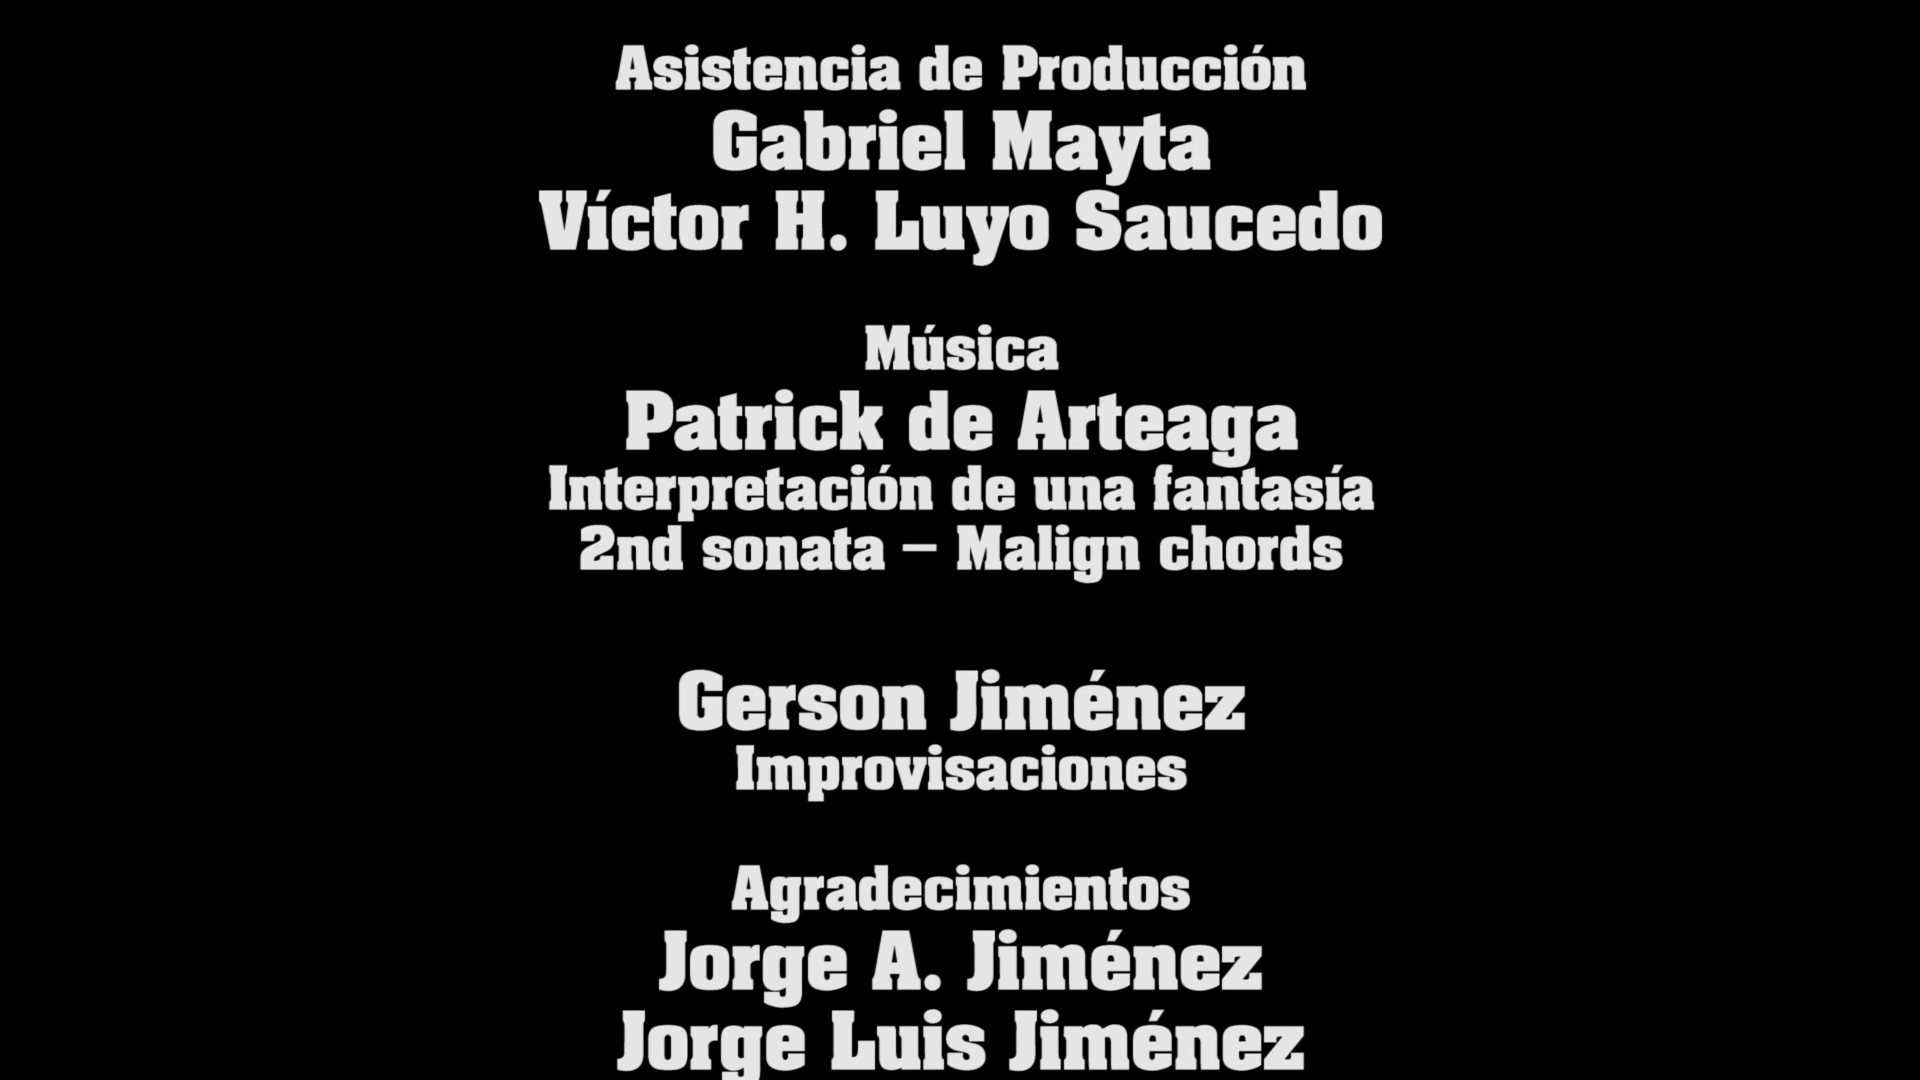 Asistencia de Producción
Gabriel Mayta
Víctor H. Luyo Saucedo
Música
Patrick de Arteaga
Interpretación de una fantasía
2nd sonata – Malign chords
Gerson Jiménez
Improvisaciones
Agradecimientos
Jorge A. Jiménez
Jorge Luis Jiménez